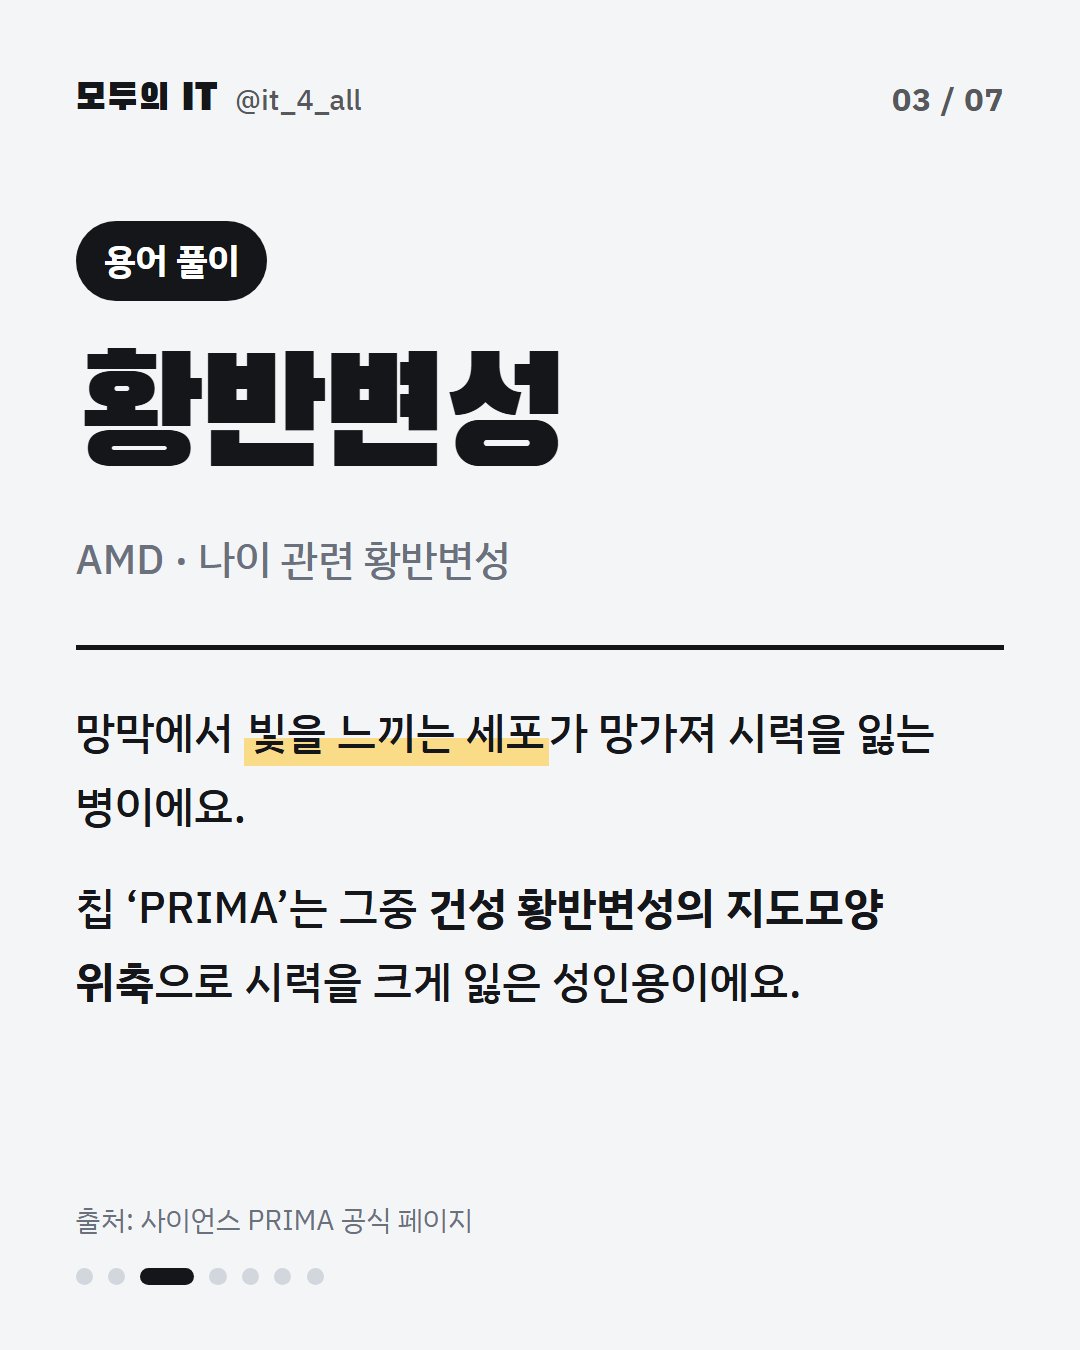 모두의 IT @it_4_all
03 / 07
용어 풀이
황반변성
AMD · 나이 관련 황반변성
망막에서 빛을 느끼는 세포가 망가져 시력을 잃는
병이에요.
칩 ‘PRIMA’는 그중 건성 황반변성의 지도모양
위축으로 시력을 크게 잃은 성인용이에요.
출처: 사이언스 PRIMA 공식 페이지